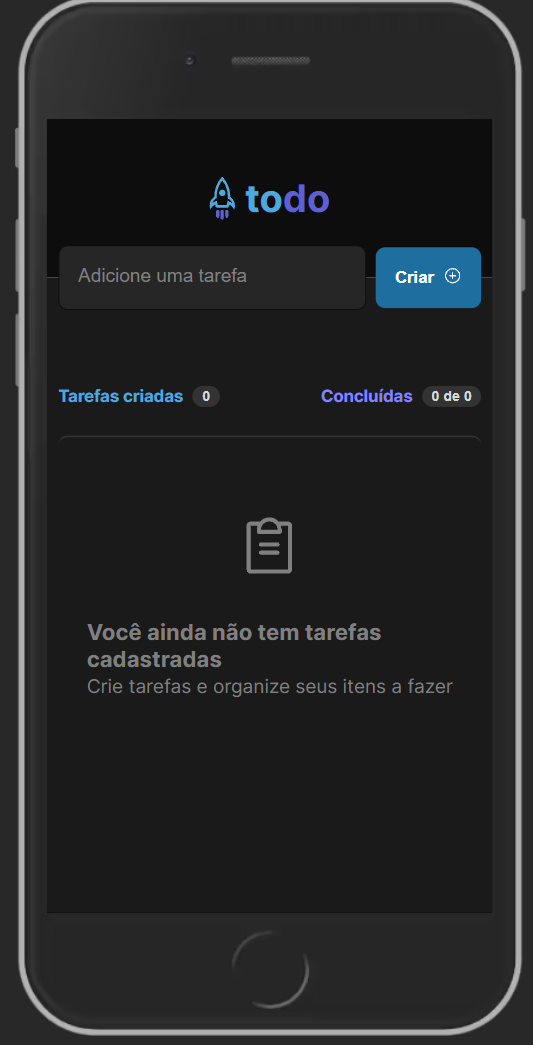 todo
Adicione uma tarefa
Criar
Tarefas criadas 0
Concluídas 0 de 0
Você ainda não tem tarefas
cadastradas
Crie tarefas e organize seus itens a fazer